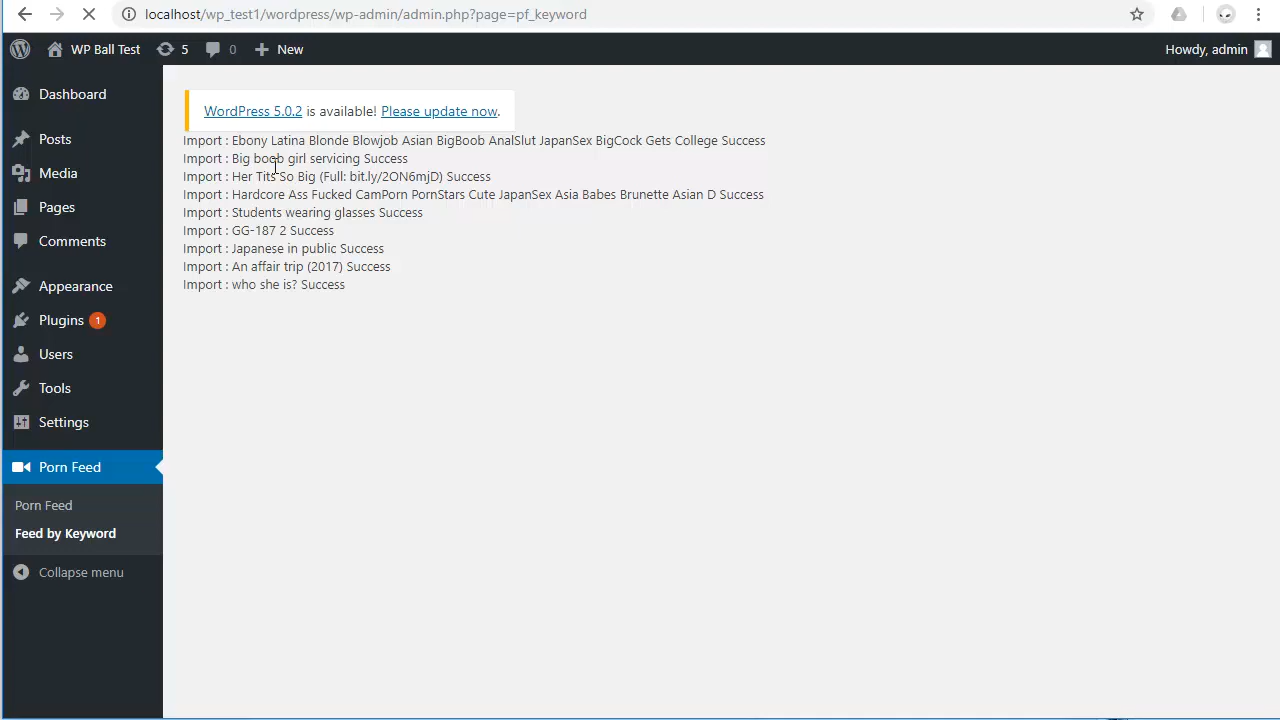 localhost/wp_test1/wordpress/wp-admin/admin.php?page=pf_keyword
WP Ball Test 5 0 New Howdy, admin
Dashboard
Posts
Media
Pages
Comments
Appearance
Plugins 1
Users
Tools
Settings
Porn Feed
Porn Feed
Feed by Keyword
Collapse menu
WordPress 5.0.2 is available! Please update now.
Import : Ebony Latina Blonde Blowjob Asian BigBoob AnalSlut JapanSex BigCock Gets College Success
Import : Big boob girl servicing Success
Import : Her Tits So Big (Full: bit.ly/2ON6mjD) Success
Import : Hardcore Ass Fucked CamPorn PornStars Cute JapanSex Asia Babes Brunette Asian D Success
Import : Students wearing glasses Success
Import : GG-187 2 Success
Import : Japanese in public Success
Import : An affair trip (2017) Success
Import : who she is? Success